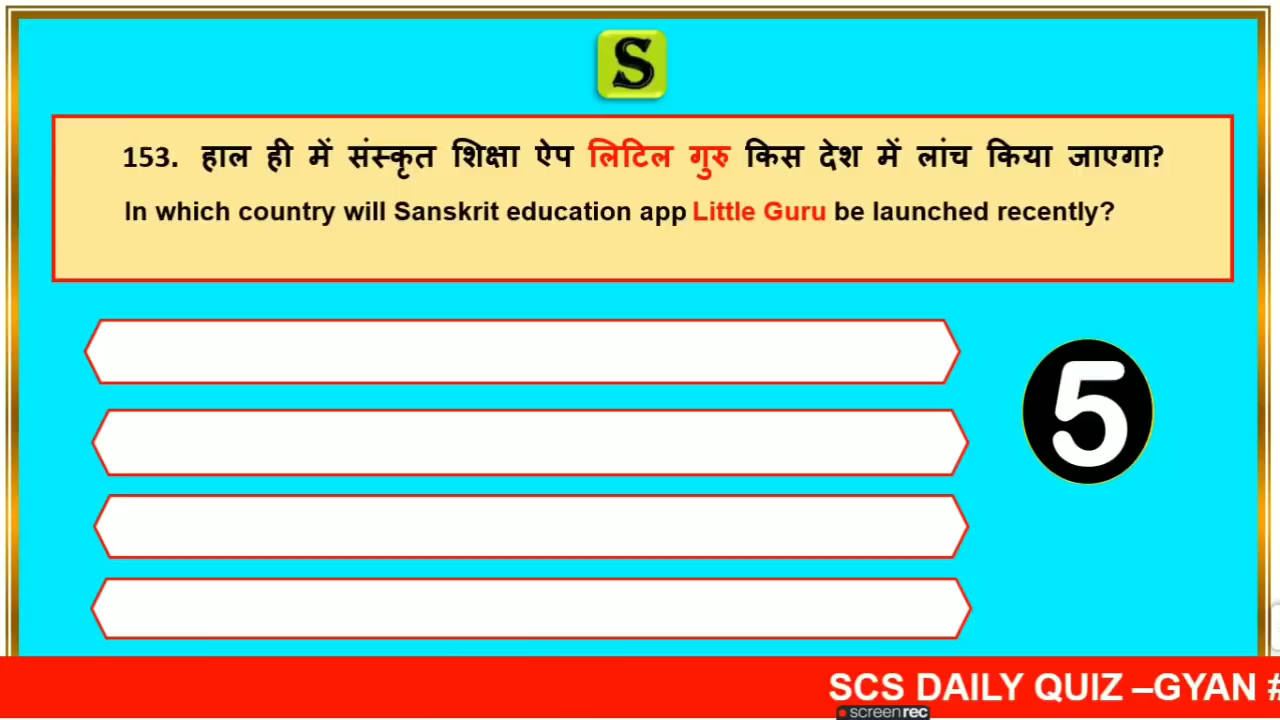 S
153. हाल ही में संस्कृत शिक्षा ऐप लिटिल गुरु किस देश में लांच किया जाएगा?
In which country will Sanskrit education app Little Guru be launched recently?
5
SCS DAILY QUIZ –GYAN #
screenrec